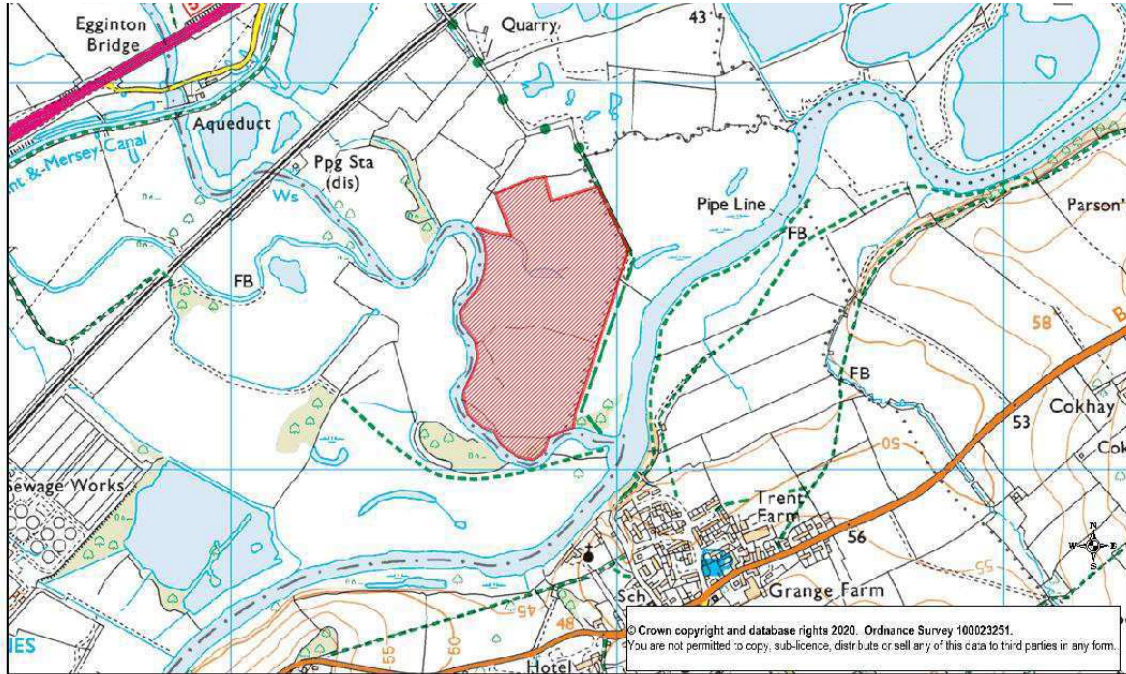 Egginton
Bridge
Quarry
43
Aqueduct
nt & Mersey Canal
Ppg Sta
(dis)
Ws
Pipe Line
FB
Parson'
FB
58
B
FB
Cokhay
53
Cok
50
Sewage Works
Trent
Farm
56
W
N
E
S
Grange Farm
55
Sch
45
48
50
55
Hotel
NES
© Crown copyright and database rights 2020. Ordnance Survey 100023251.
You are not permitted to copy, sub-licence, distribute or sell any of this data to third parties in any form.